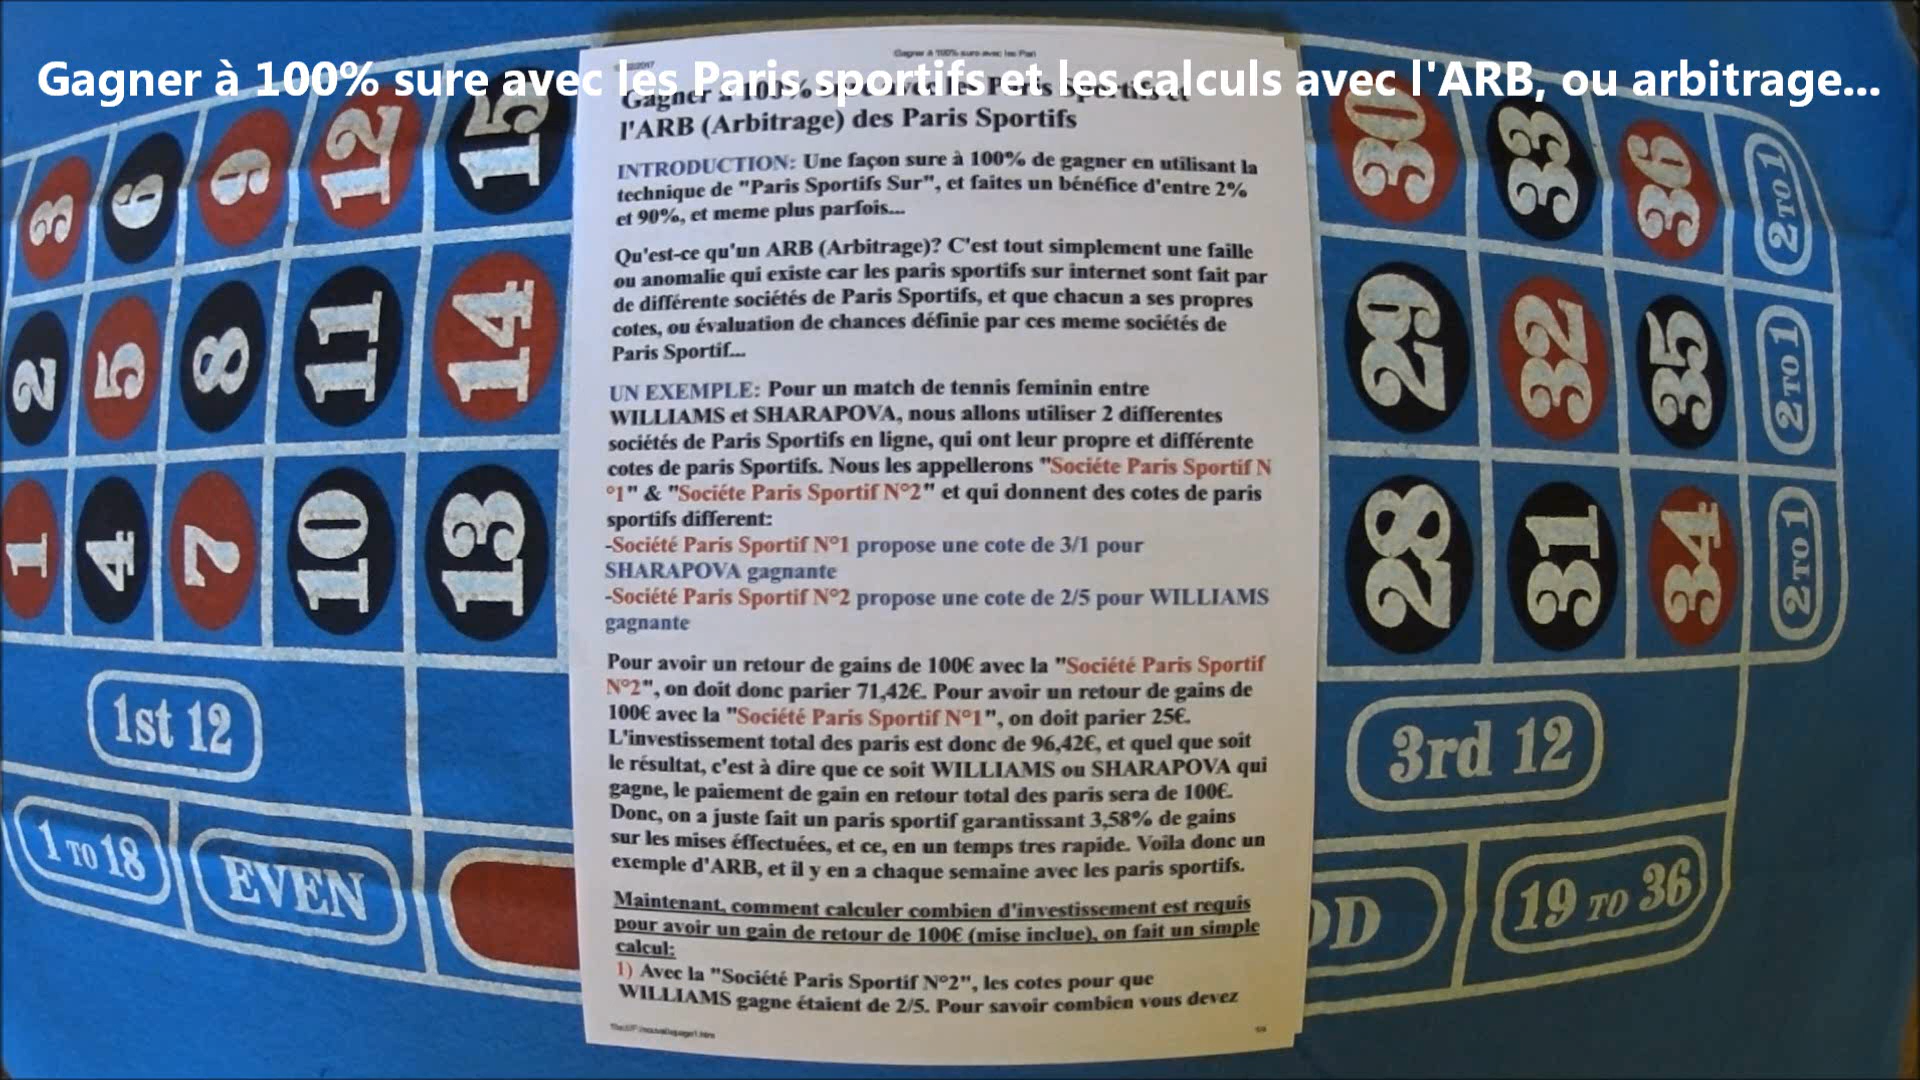 Gagner à 100% sure avec les Paris sportifs et les calculs avec l'ARB, ou arbitrage...
Gagner à 100% sure avec les Pari
Gagner à 100% sure avec les Paris Sportifs et
l'ARB (Arbitrage) des Paris Sportifs
INTRODUCTION: Une façon sure à 100% de gagner en utilisant la
technique de "Paris Sportifs Sur", et faites un bénéfice d'entre 2%
et 90%, et meme plus parfois...
Qu'est-ce qu'un ARB (Arbitrage)? C'est tout simplement une faille
ou anomalie qui existe car les paris sportifs sur internet sont fait par
de différente sociétés de Paris Sportifs, et que chacun a ses propres
cotes, ou évaluation de chances définie par ces meme sociétés de
Paris Sportif...
UN EXEMPLE: Pour un match de tennis feminin entre
WILLIAMS et SHARAPOVA, nous allons utiliser 2 differentes
sociétés de Paris Sportifs en ligne, qui ont leur propre et différente
cotes de paris Sportifs. Nous les appellerons "Sociéte Paris Sportif N
°1" & "Sociéte Paris Sportif N°2" et qui donnent des cotes de paris
sportifs different:
-Société Paris Sportif N°1 propose une cote de 3/1 pour
SHARAPOVA gagnante
-Société Paris Sportif N°2 propose une cote de 2/5 pour WILLIAMS
gagnante
Pour avoir un retour de gains de 100€ avec la "Société Paris Sportif
N°2", on doit donc parier 71,42€. Pour avoir un retour de gains de
100€ avec la "Société Paris Sportif N°1", on doit parier 25€.
L'investissement total des paris est donc de 96,42€, et quel que soit
le résultat, c'est à dire que ce soit WILLIAMS ou SHARAPOVA qui
gagne, le paiement de gain en retour total des paris sera de 100€.
Donc, on a juste fait un paris sportif garantissant 3,58% de gains
sur les mises éffectuées, et ce, en un temps tres rapide. Voila donc un
exemple d'ARB, et il y en a chaque semaine avec les paris sportifs.
Maintenant, comment calculer combien d'investissement est requis
pour avoir un gain de retour de 100€ (mise inclue), on fait un simple
calcul:
1) Avec la "Société Paris Sportif N°2", les cotes pour que
WILLIAMS gagne étaient de 2/5. Pour savoir combien vous devez
3 6 9 12 15
2 5 8 11 14
1 4 7 10 13
1st 12
1 TO 18 EVEN
30 33 36 2 TO 1
29 32 35 2 TO 1
28 31 34 2 TO 1
3rd 12
DD 19 TO 36